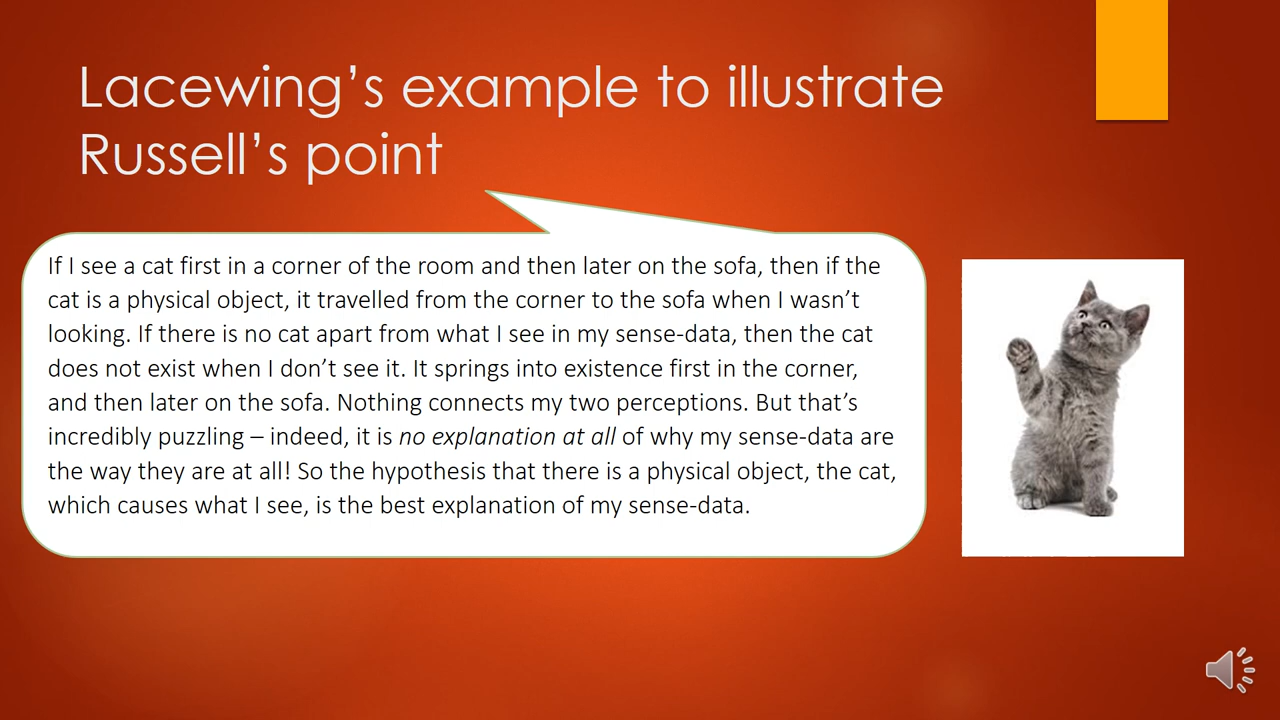 Lacewing’s example to illustrate
Russell’s point
If I see a cat first in a corner of the room and then later on the sofa, then if the
cat is a physical object, it travelled from the corner to the sofa when I wasn’t
looking. If there is no cat apart from what I see in my sense-data, then the cat
does not exist when I don’t see it. It springs into existence first in the corner,
and then later on the sofa. Nothing connects my two perceptions. But that’s
incredibly puzzling – indeed, it is no explanation at all of why my sense-data are
the way they are at all! So the hypothesis that there is a physical object, the cat,
which causes what I see, is the best explanation of my sense-data.